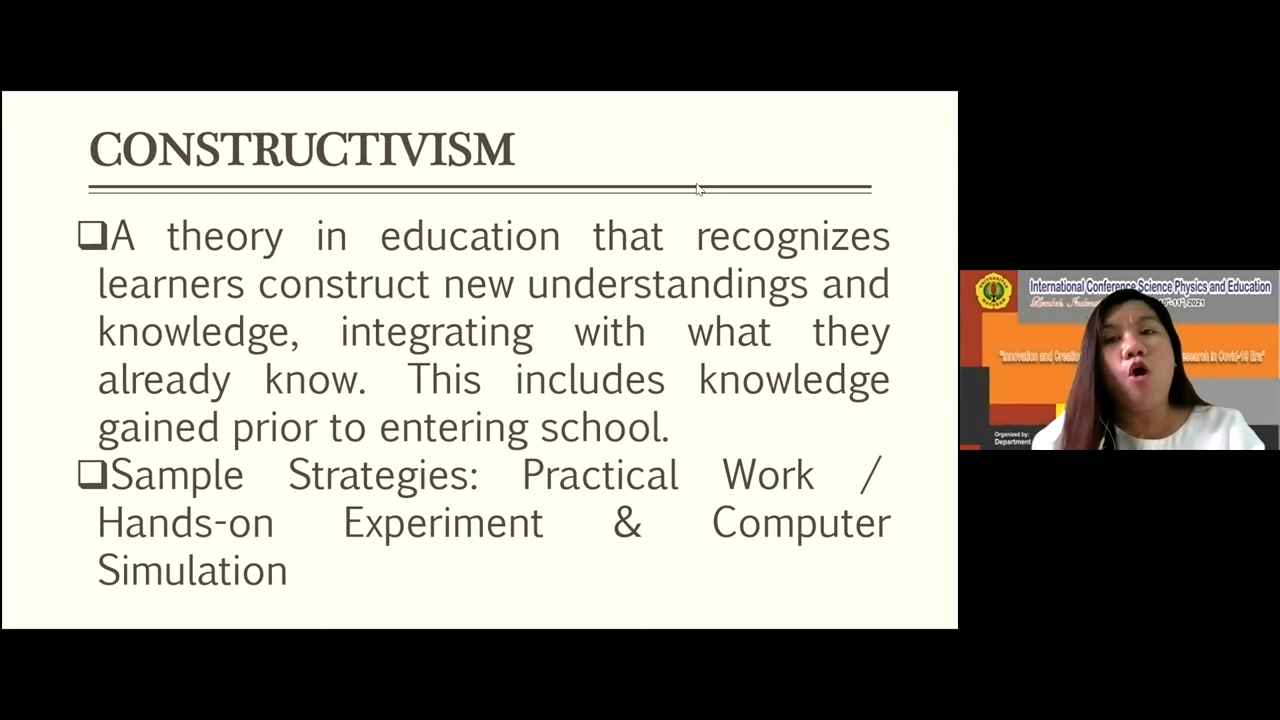 CONSTRUCTIVISM
❑A theory in education that recognizes
learners construct new understandings and
knowledge, integrating with what they
already know. This includes knowledge
gained prior to entering school.
❑Sample Strategies: Practical Work /
Hands-on Experiment & Computer
Simulation
International Conference Science Physics and Education
"Innovation and Research in Covid-19 Era"
Organized by:
Department